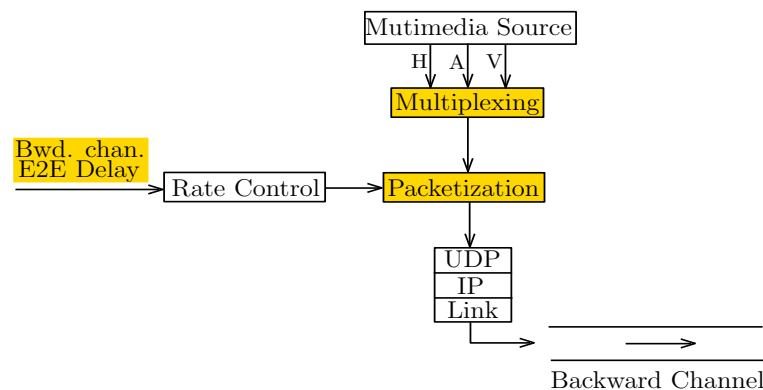 Mutimedia Source
H A V
Multiplexing
Bwd. chan.
E2E Delay
Rate Control
Packetization
UDP
IP
Link
Backward Channel